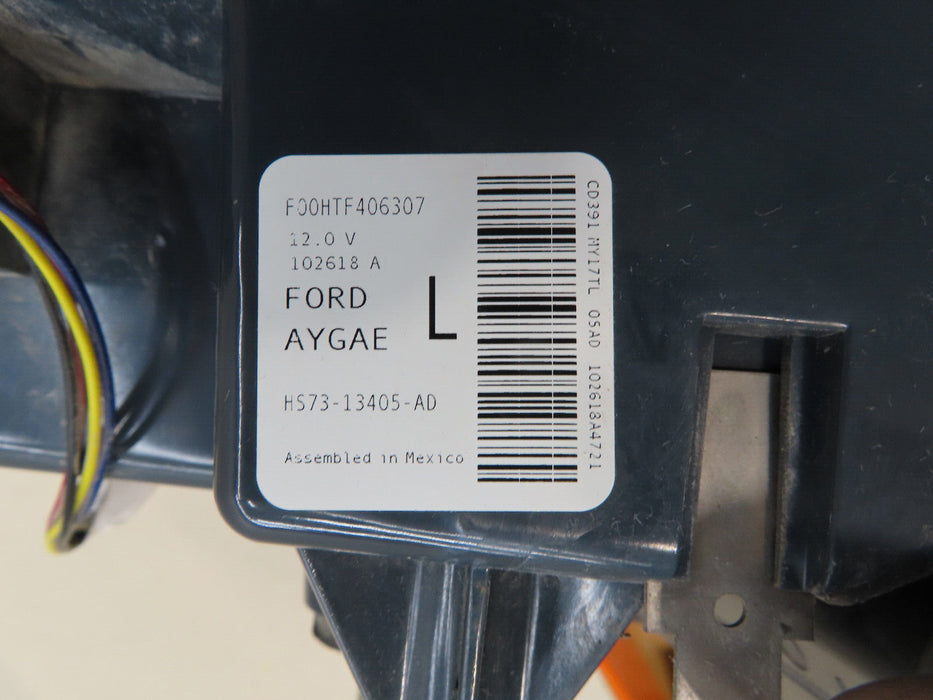 F00HTF406307
12.0 V
102618 A
FORD
AYGAE
L
HS73-13405-AD
Assembled in Mexico
CD391 MY17TL 05AD 102618A4721